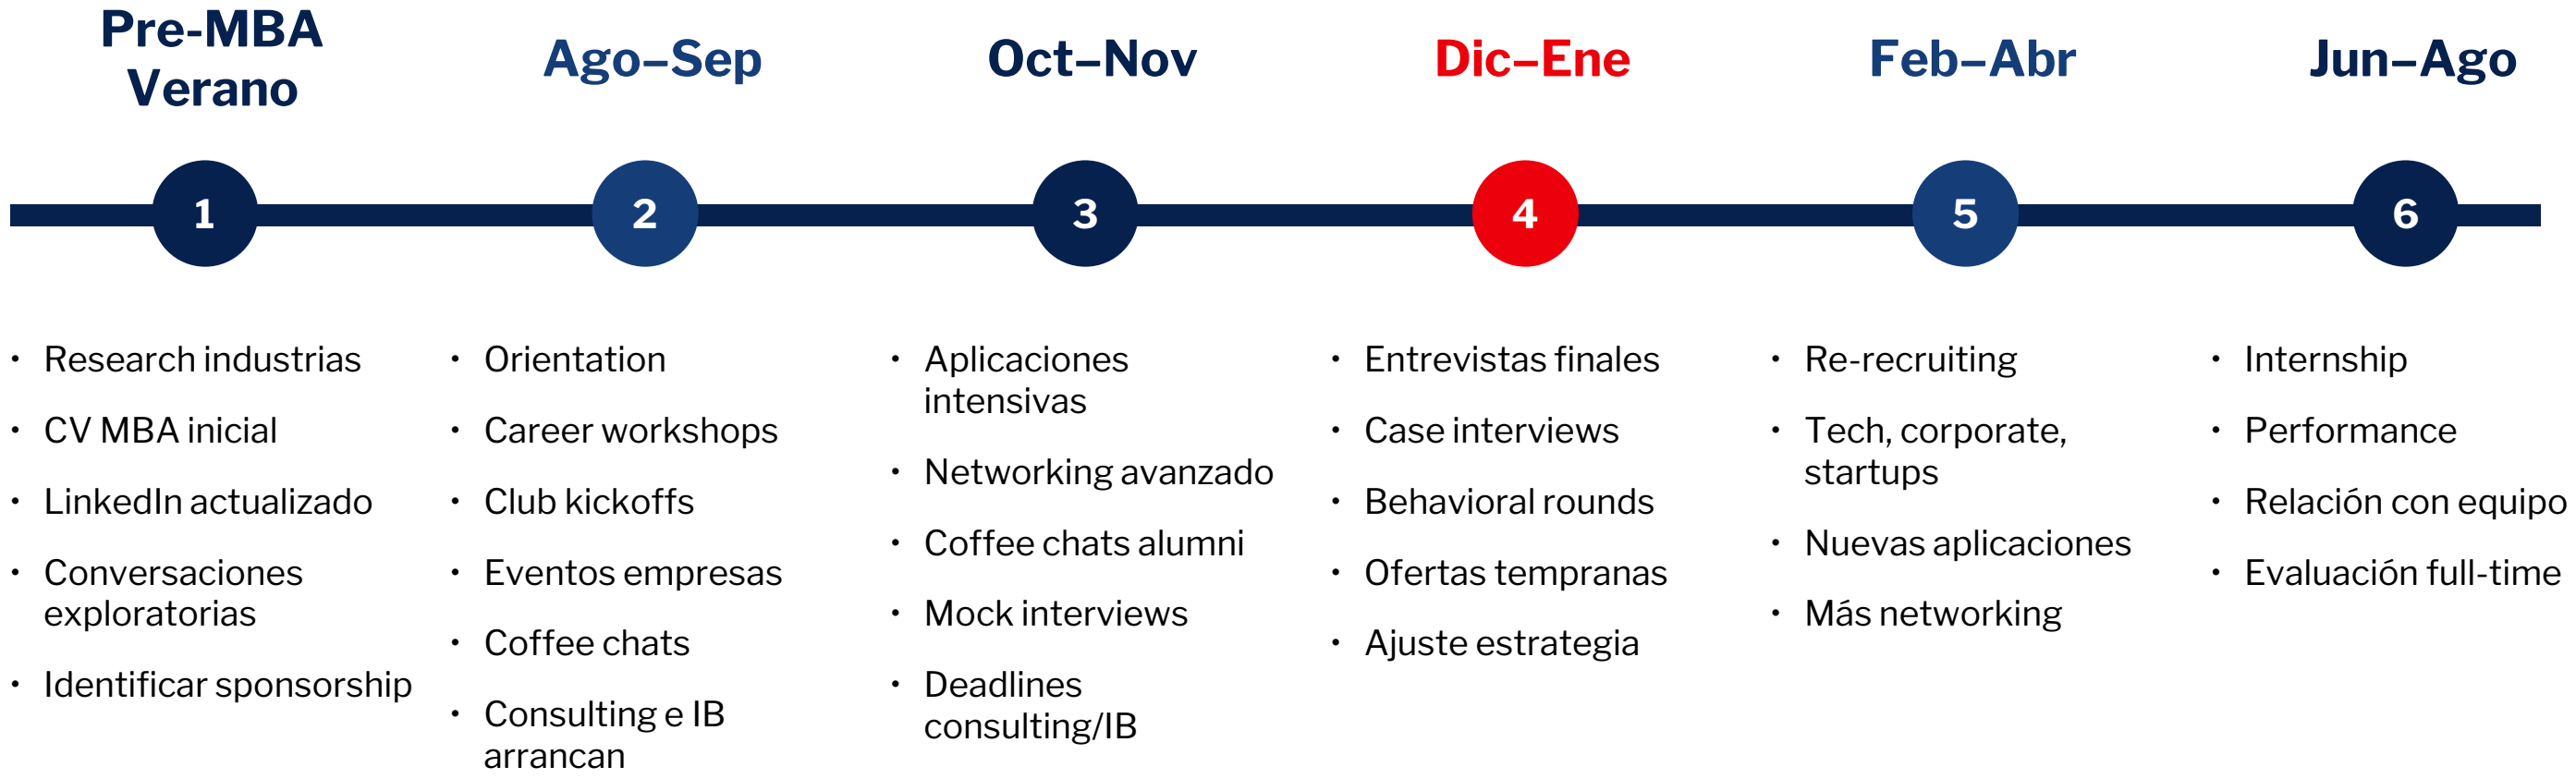 Pre-MBA
Verano
Ago–Sep
Oct–Nov
Dic–Ene
Feb–Abr
Jun–Ago
1
2
3
4
5
6
• Research industrias
• CV MBA inicial
• LinkedIn actualizado
• Conversaciones
exploratorias
• Identificar sponsorship
• Orientation
• Career workshops
• Club kickoffs
• Eventos empresas
• Coffee chats
• Consulting e IB
arrancan
• Aplicaciones
intensivas
• Networking avanzado
• Coffee chats alumni
• Mock interviews
• Deadlines
consulting/IB
• Entrevistas finales
• Case interviews
• Behavioral rounds
• Ofertas tempranas
• Ajuste estrategia
• Re-recruiting
• Tech, corporate,
startups
• Nuevas aplicaciones
• Más networking
• Internship
• Performance
• Relación con equipo
• Evaluación full-time